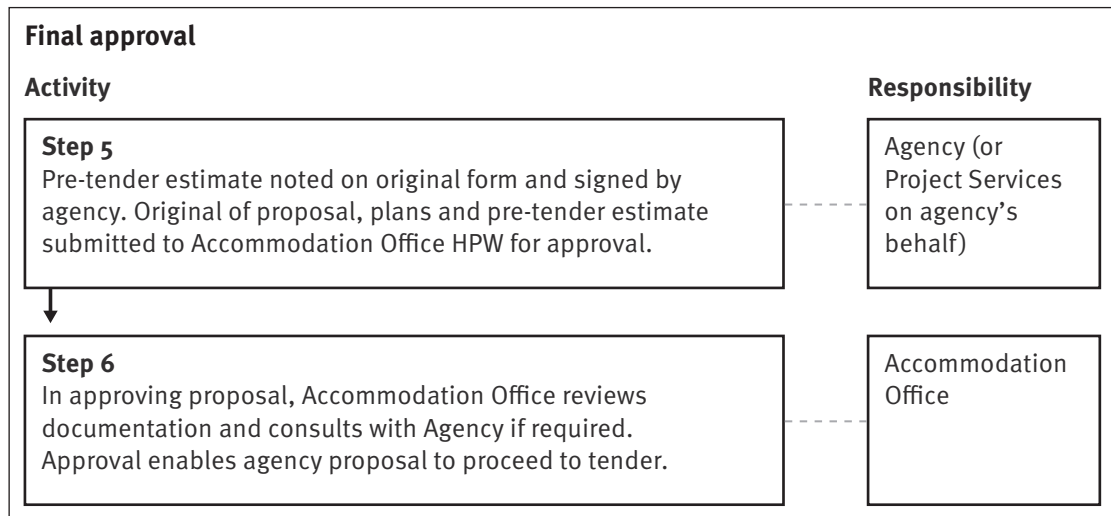 Final approval
Activity
Responsibility
Step 5
Pre-tender estimate noted on original form and signed by
agency. Original of proposal, plans and pre-tender estimate
submitted to Accommodation Office HPW for approval.
Agency (or
Project Services
on agency’s
behalf)
Step 6
In approving proposal, Accommodation Office reviews
documentation and consults with Agency if required.
Approval enables agency proposal to proceed to tender.
Accommodation
Office